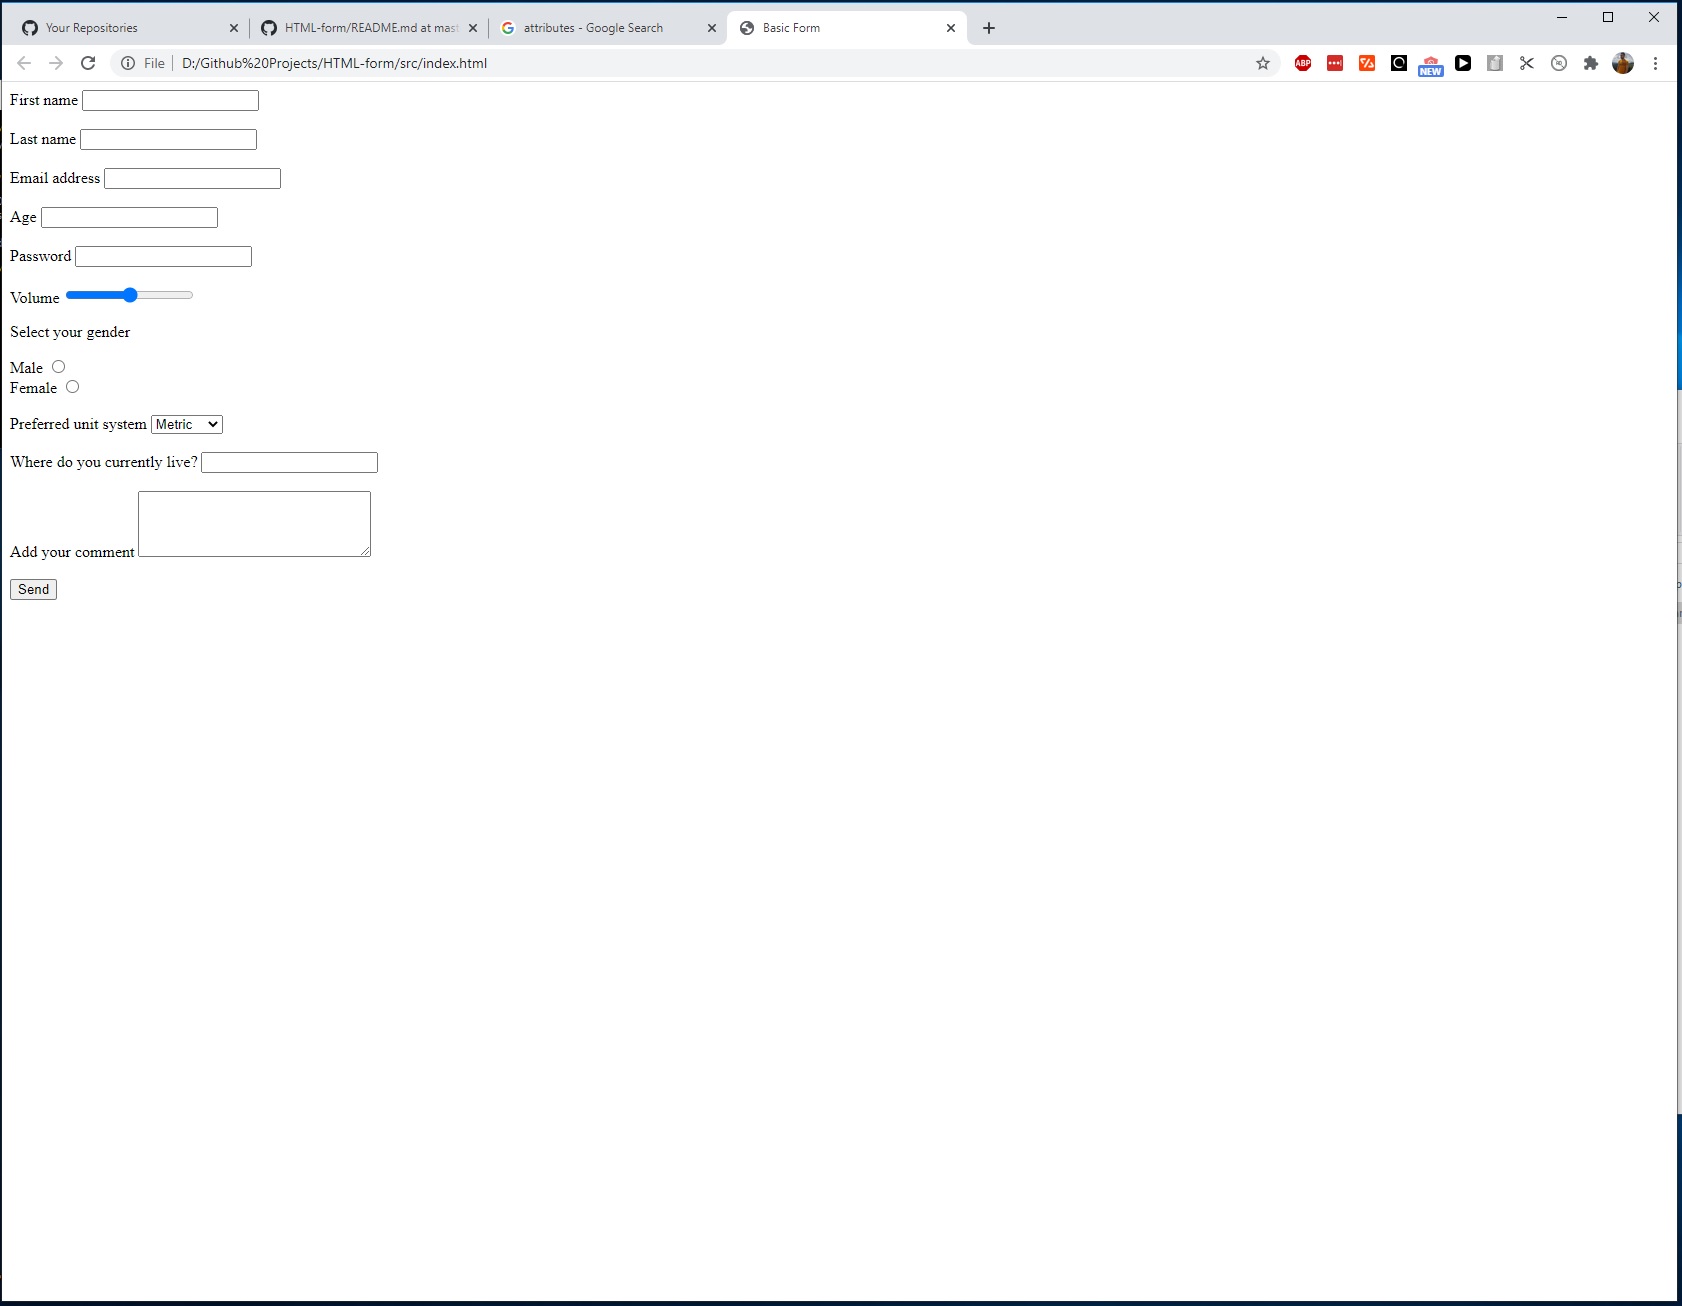 Your Repositories
HTML-form/README.md at mast
attributes - Google Search
Basic Form
File
D:/Github%20Projects/HTML-form/src/index.html
ABP
NEW
First name
Last name
Email address
Age
Password
Volume
Select your gender
Male
Female
Preferred unit system Metric
Where do you currently live?
Add your comment
Send